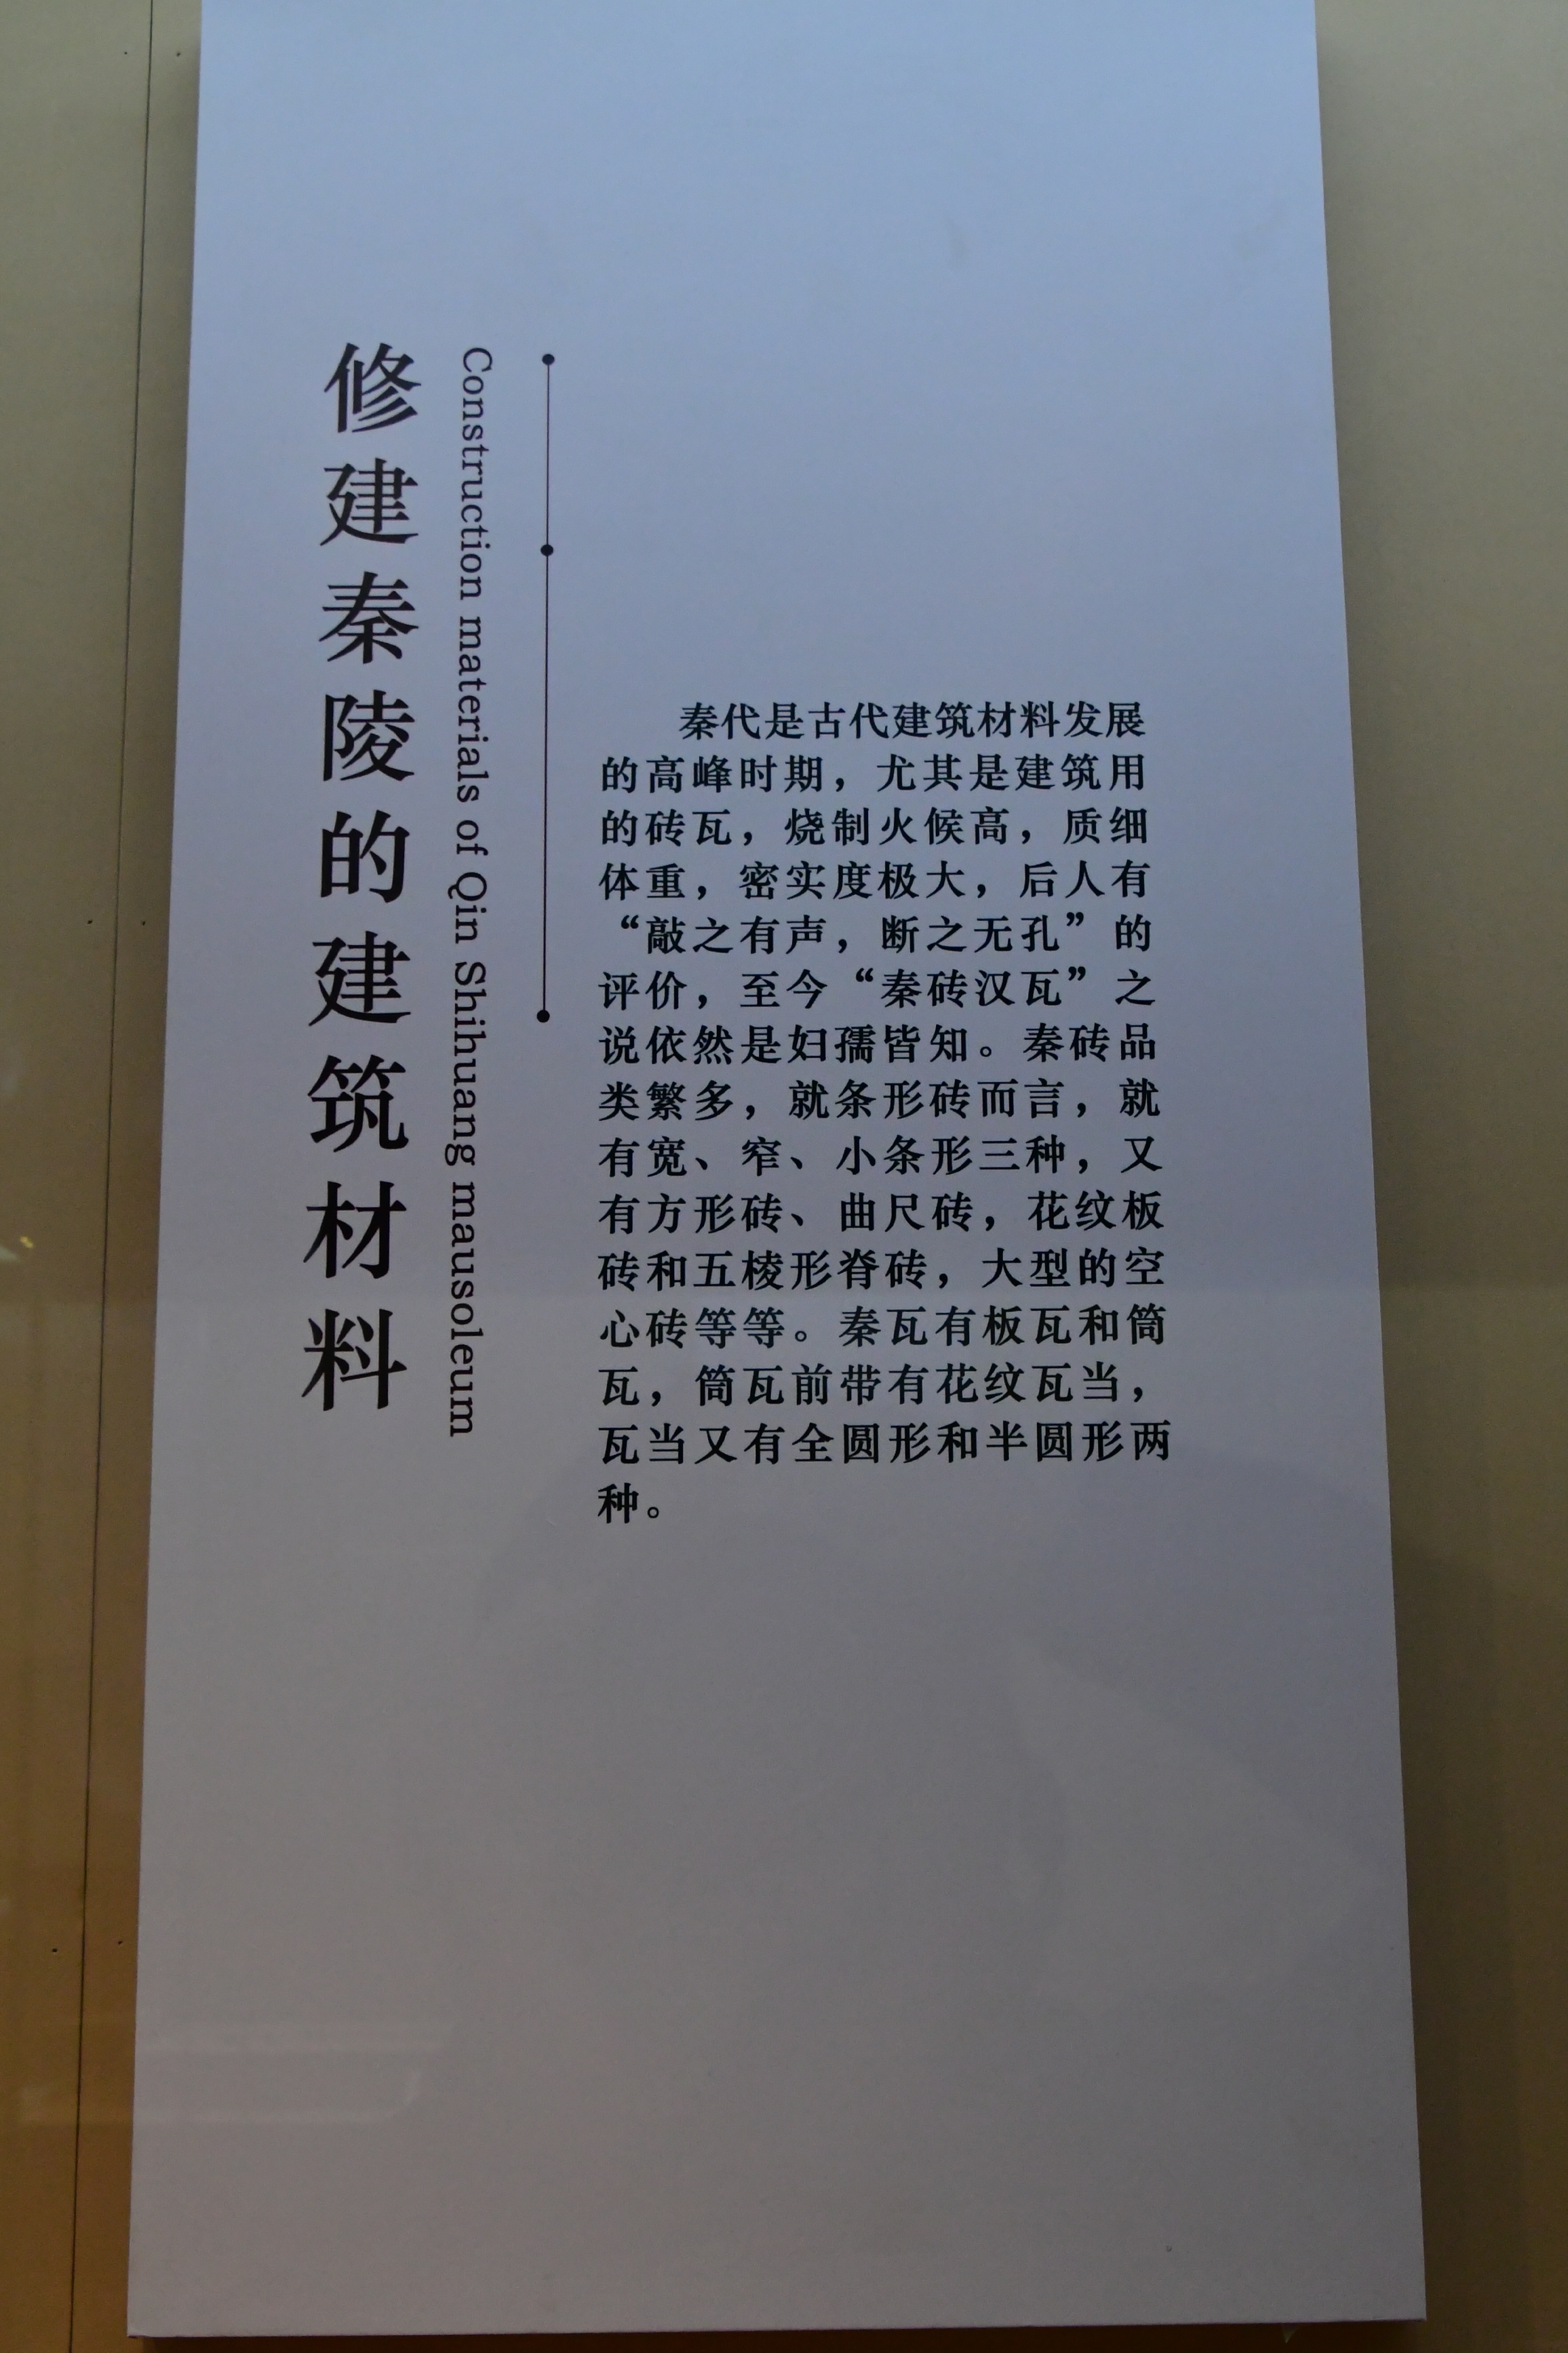 修建秦陵的建筑材料
Construction materials of Qin Shihuang mausoleum
秦代是古代建筑材料发展
的高峰时期，尤其是建筑用
的砖瓦，烧制火候高，质细
体重，密实度极大，后人有
“敲之有声，断之无孔”的
评价，至今“秦砖汉瓦”之
说依然是妇孺皆知。秦砖品
类繁多，就条形砖而言，就
有宽、窄、小条形三种，又
有方形砖、曲尺砖，花纹板
砖和五棱形脊砖，大型的空
心砖等等。秦瓦有板瓦和筒
瓦，筒瓦前带有花纹瓦当，
瓦当又有全圆形和半圆形两
种。